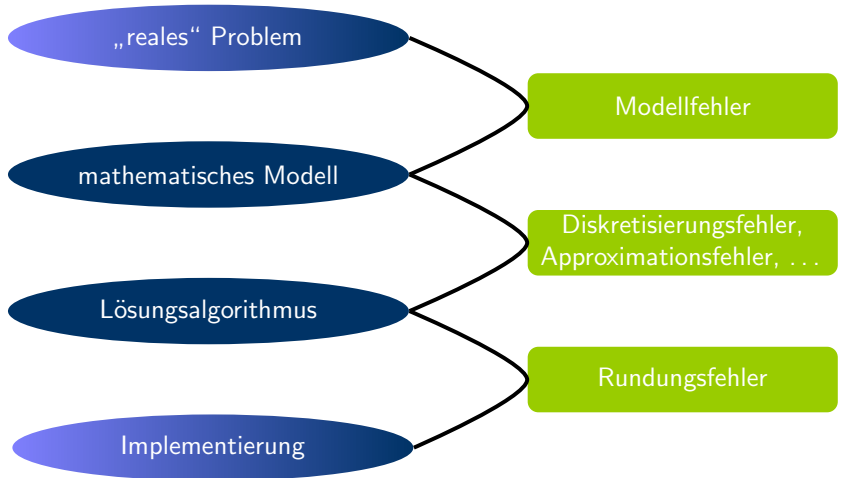 „reales“ Problem
Modellfehler
mathematisches Modell
Diskretisierungsfehler,
Approximationsfehler, ...
Lösungsalgorithmus
Rundungsfehler
Implementierung